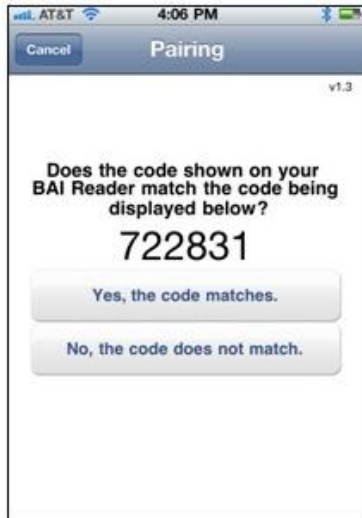 AT&T 4:06 PM
Cancel Pairing
v1.3
Does the code shown on your
BAI Reader match the code being
displayed below?
722831
Yes, the code matches.
No, the code does not match.